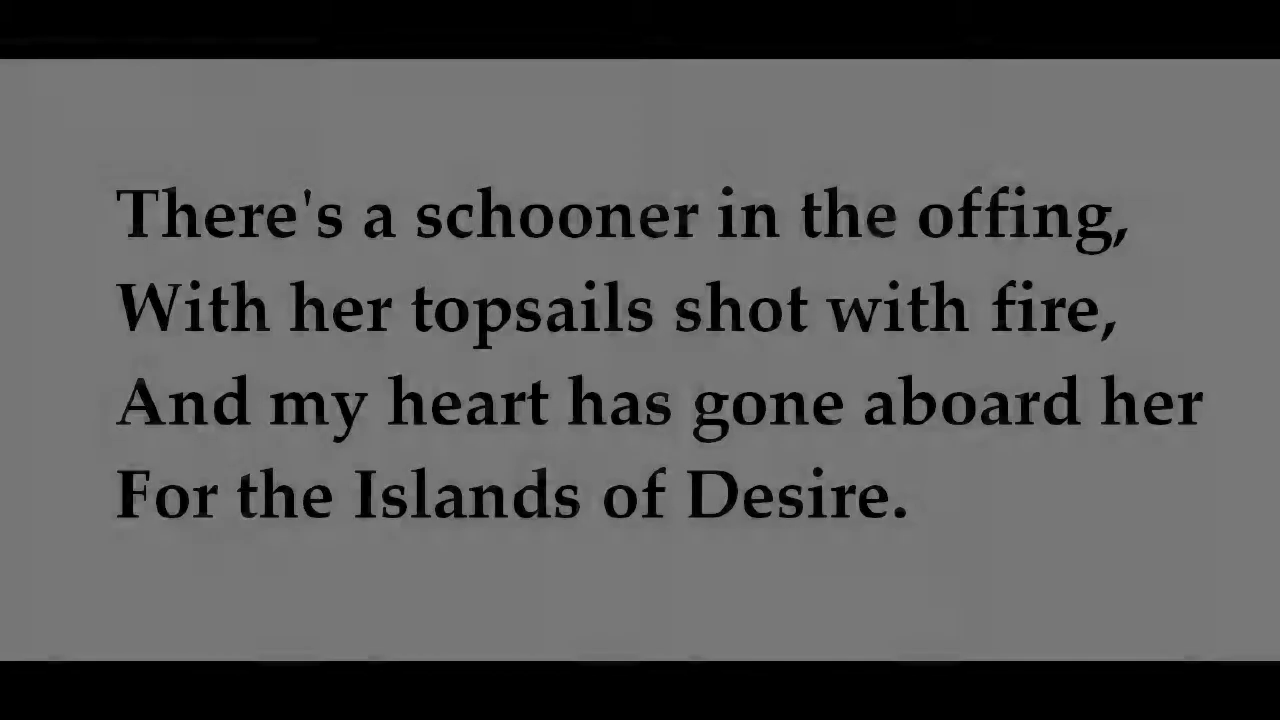 There's a schooner in the offing,
With her topsails shot with fire,
And my heart has gone aboard her
For the Islands of Desire.